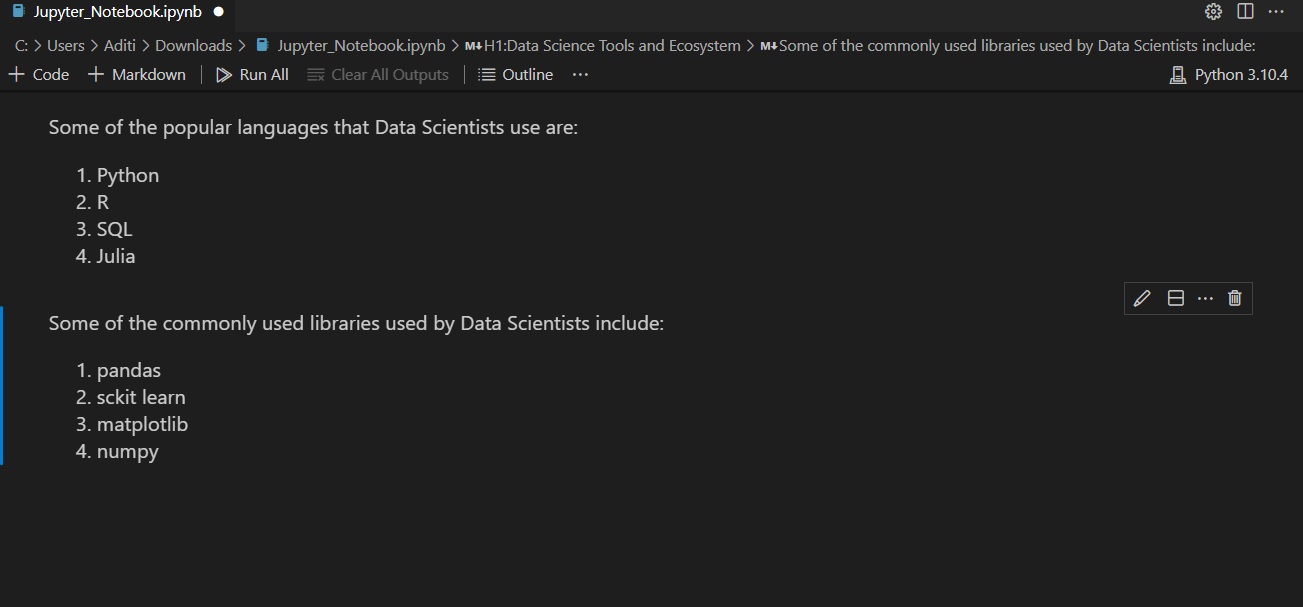 Jupyter_Notebook.ipynb
C: > Users > Aditi > Downloads > Jupyter_Notebook.ipynb > M↓H1:Data Science Tools and Ecosystem > M↓Some of the commonly used libraries used by Data Scientists include:
+ Code + Markdown | Run All Clear All Outputs | Outline ··· Python 3.10.4
Some of the popular languages that Data Scientists use are:
1. Python
2. R
3. SQL
4. Julia
Some of the commonly used libraries used by Data Scientists include:
1. pandas
2. sckit learn
3. matplotlib
4. numpy